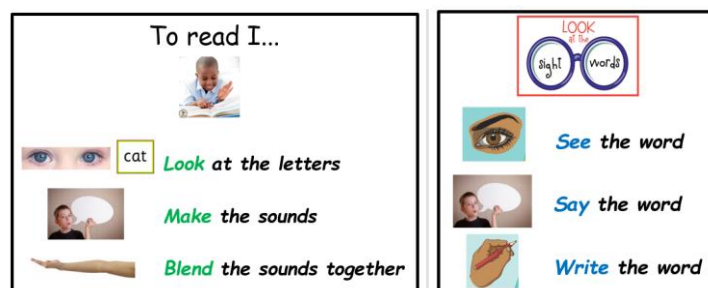 To read I...
cat
Look at the letters
Make the sounds
Blend the sounds together
LOOK
at the
sight words
See the word
Say the word
Write the word